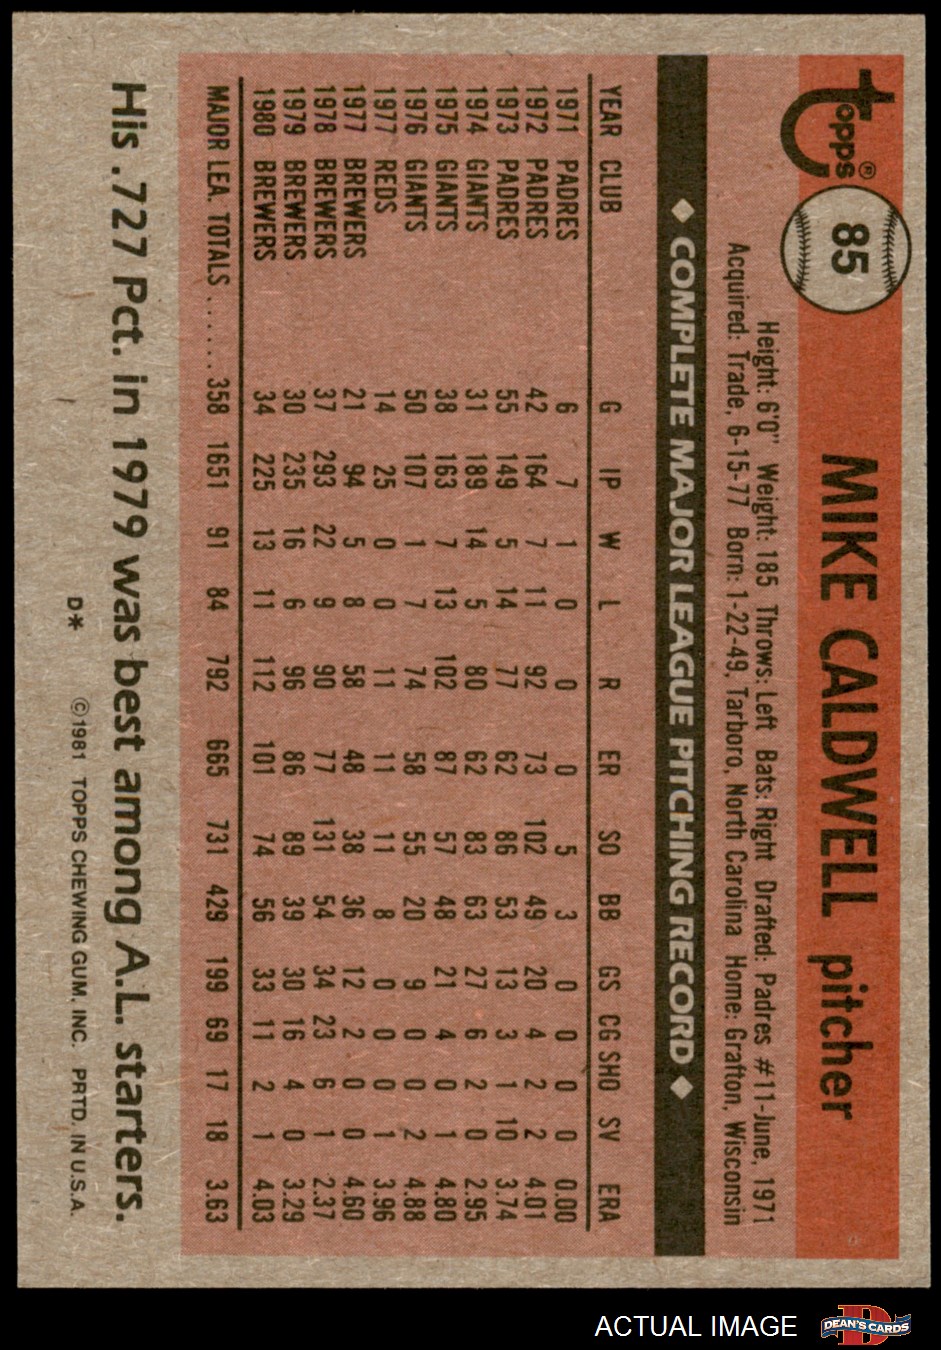 Topps®
85
MIKE CALDWELL pitcher
Height: 6'0" Weight: 185 Throws: Left Bats: Right Drafted: Padres #11-June, 1971
Acquired: Trade, 6-15-77 Born: 1-22-49, Tarboro, North Carolina Home: Grafton, Wisconsin
◆ COMPLETE MAJOR LEAGUE PITCHING RECORD ◆
YEAR CLUB G IP W L R ER SO BB GS CG SHO SV ERA
1971 PADRES 6 7 1 0 0 0 5 3 0 0 0 0 0.00
1972 PADRES 42 164 7 11 92 73 102 49 20 4 2 2 4.01
1973 PADRES 55 149 5 14 77 62 86 53 13 3 1 10 3.74
1974 GIANTS 31 189 14 5 80 62 83 63 27 6 2 0 2.95
1975 GIANTS 38 163 7 13 102 87 57 48 21 4 0 1 4.80
1976 GIANTS 50 107 1 7 74 58 55 20 9 0 0 2 4.88
1977 REDS 14 25 0 0 11 11 11 8 0 0 0 1 3.96
1977 BREWERS 21 94 5 8 58 48 38 36 12 2 0 0 4.60
1978 BREWERS 37 293 22 9 90 77 131 54 34 23 6 1 2.37
1979 BREWERS 30 235 16 6 96 86 89 39 30 16 4 0 3.29
1980 BREWERS 34 225 13 11 112 101 74 56 33 11 2 1 4.03
MAJOR LEA. TOTALS ...... 358 1651 91 84 792 665 731 429 199 69 17 18 3.63
His .727 Pct. in 1979 was best among A.L. starters.
D* © 1981 TOPPS CHEWING GUM, INC. PRTD. IN U.S.A.
ACTUAL IMAGE
DEAN'S CARDS